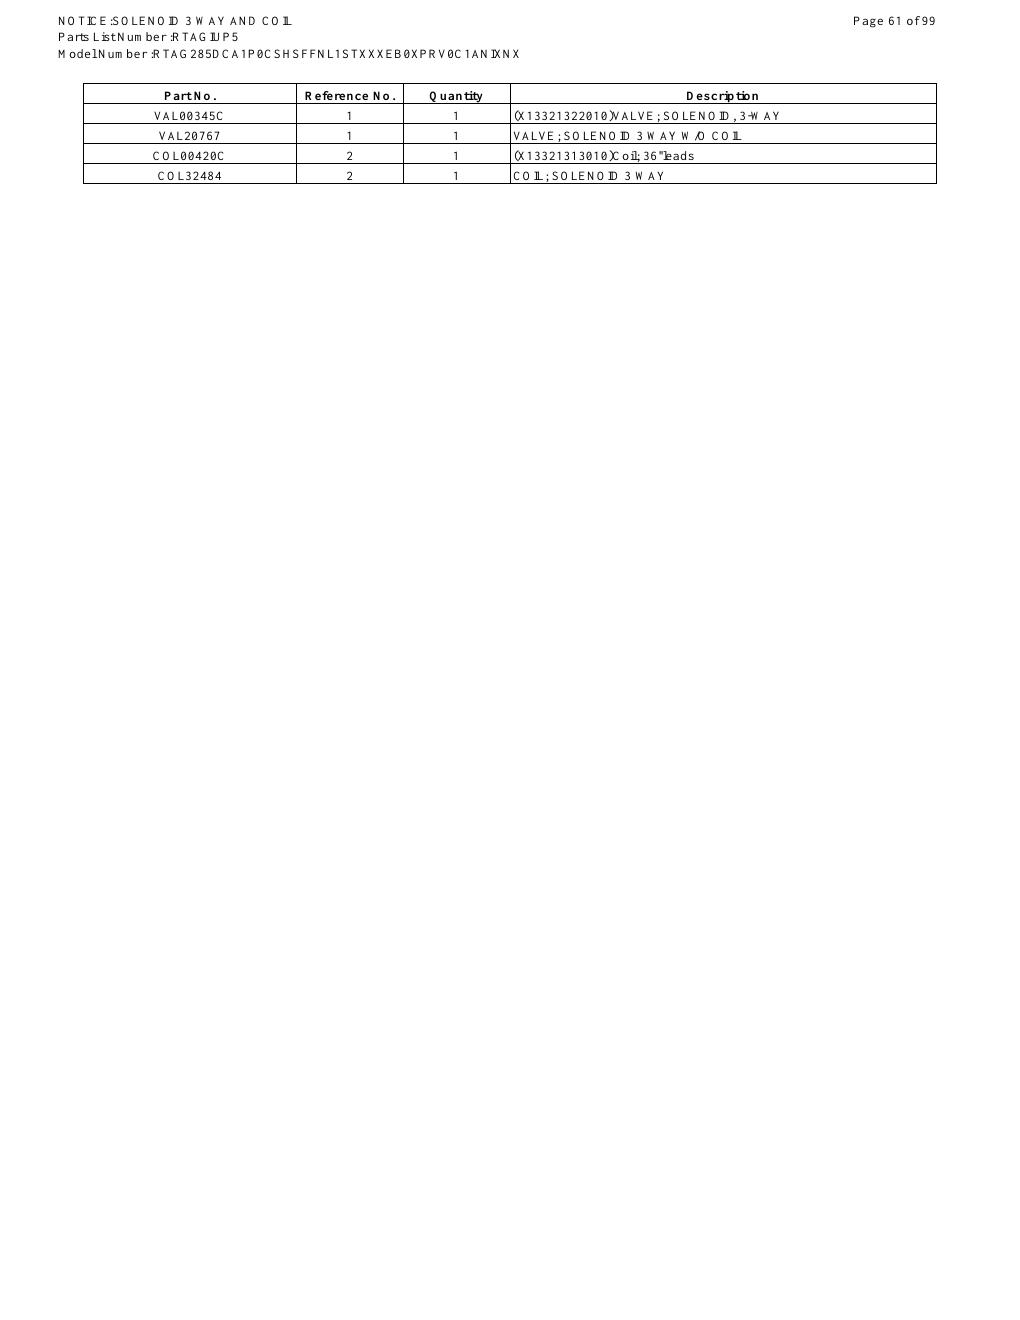 NOTICE:SOLENOID 3 WAY AND COIL Page 61 of 99
Parts List Number:RTAGIUP5
Model Number:RTAG285DCA1P0CSHSFFNL1STXXXEB0XPRV0C1ANIXNX
Part No. Reference No. Quantity Description
VAL00345C 1 1 (X13321322010)VALVE; SOLENOID, 3-WAY
VAL20767 1 1 VALVE; SOLENOID 3 WAY W/O COIL
COL00420C 2 1 (X13321313010)Coil; 36"leads
COL32484 2 1 COIL; SOLENOID 3 WAY